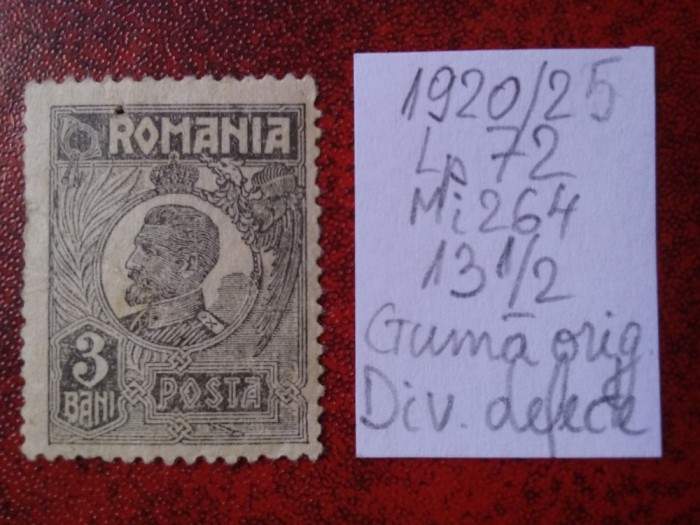 ROMANIA
3
BANI
POSTA
1920/25
Lp 72
Mi 264
13 1/2
Gumă orig.
Div. defecte